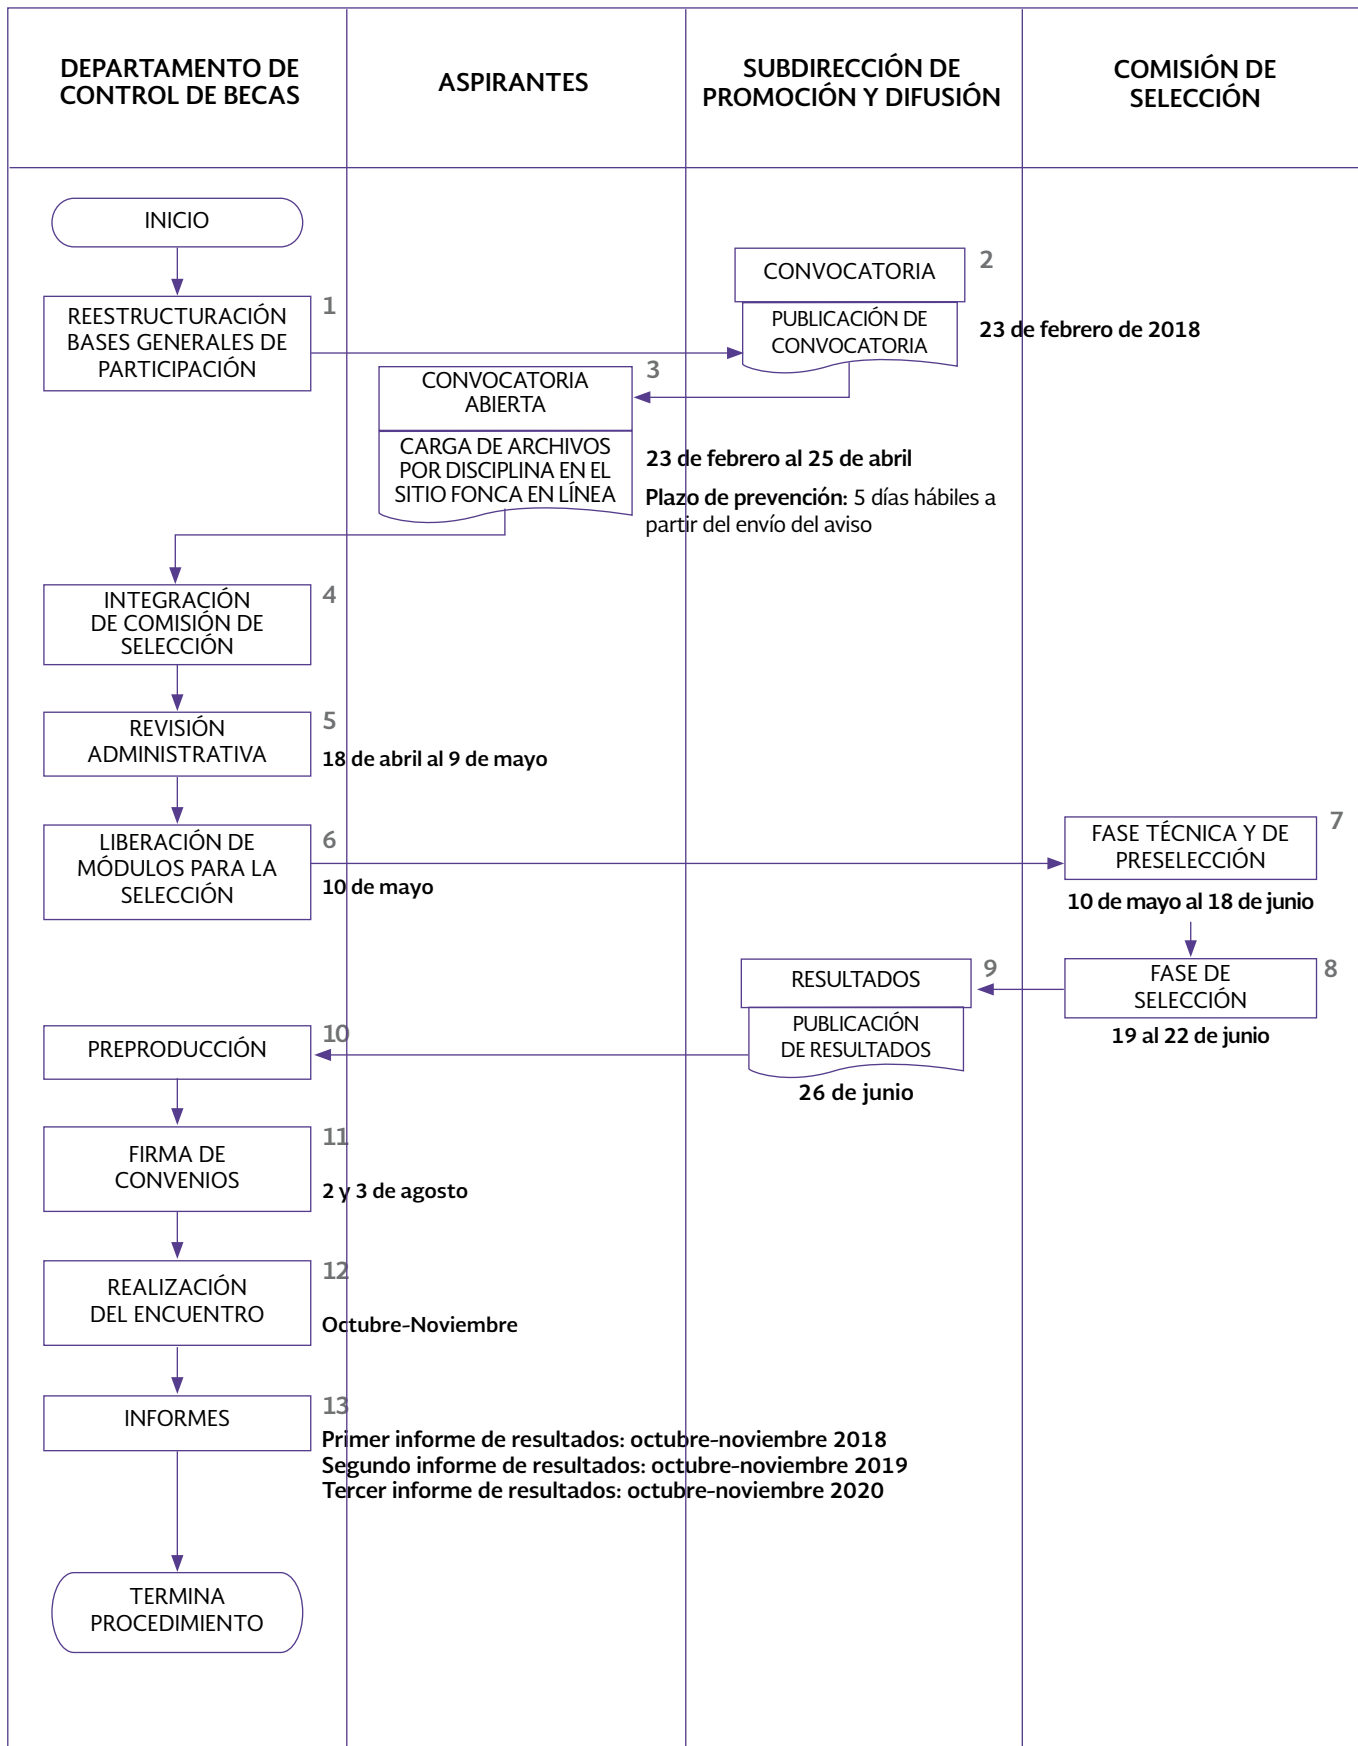 DEPARTAMENTO DE
CONTROL DE BECAS
ASPIRANTES
SUBDIRECCIÓN DE
PROMOCIÓN Y DIFUSIÓN
COMISIÓN DE
SELECCIÓN
INICIO
1
REESTRUCTURACIÓN
BASES GENERALES DE
PARTICIPACIÓN
2
CONVOCATORIA
PUBLICACIÓN DE
CONVOCATORIA
23 de febrero de 2018
3
CONVOCATORIA
ABIERTA
CARGA DE ARCHIVOS
POR DISCIPLINA EN EL
SITIO FONCA EN LÍNEA
23 de febrero al 25 de abril
Plazo de prevención: 5 días hábiles a
partir del envío del aviso
4
INTEGRACIÓN
DE COMISIÓN DE
SELECCIÓN
5
REVISIÓN
ADMINISTRATIVA
18 de abril al 9 de mayo
6
LIBERACIÓN DE
MÓDULOS PARA LA
SELECCIÓN
10 de mayo
7
FASE TÉCNICA Y DE
PRESELECCIÓN
10 de mayo al 18 de junio
8
FASE DE
SELECCIÓN
19 al 22 de junio
9
RESULTADOS
PUBLICACIÓN
DE RESULTADOS
26 de junio
10
PREPRODUCCIÓN
11
FIRMA DE
CONVENIOS
2 y 3 de agosto
12
REALIZACIÓN
DEL ENCUENTRO
Octubre-Noviembre
13
INFORMES
Primer informe de resultados: octubre-noviembre 2018
Segundo informe de resultados: octubre-noviembre 2019
Tercer informe de resultados: octubre-noviembre 2020
TERMINA
PROCEDIMIENTO